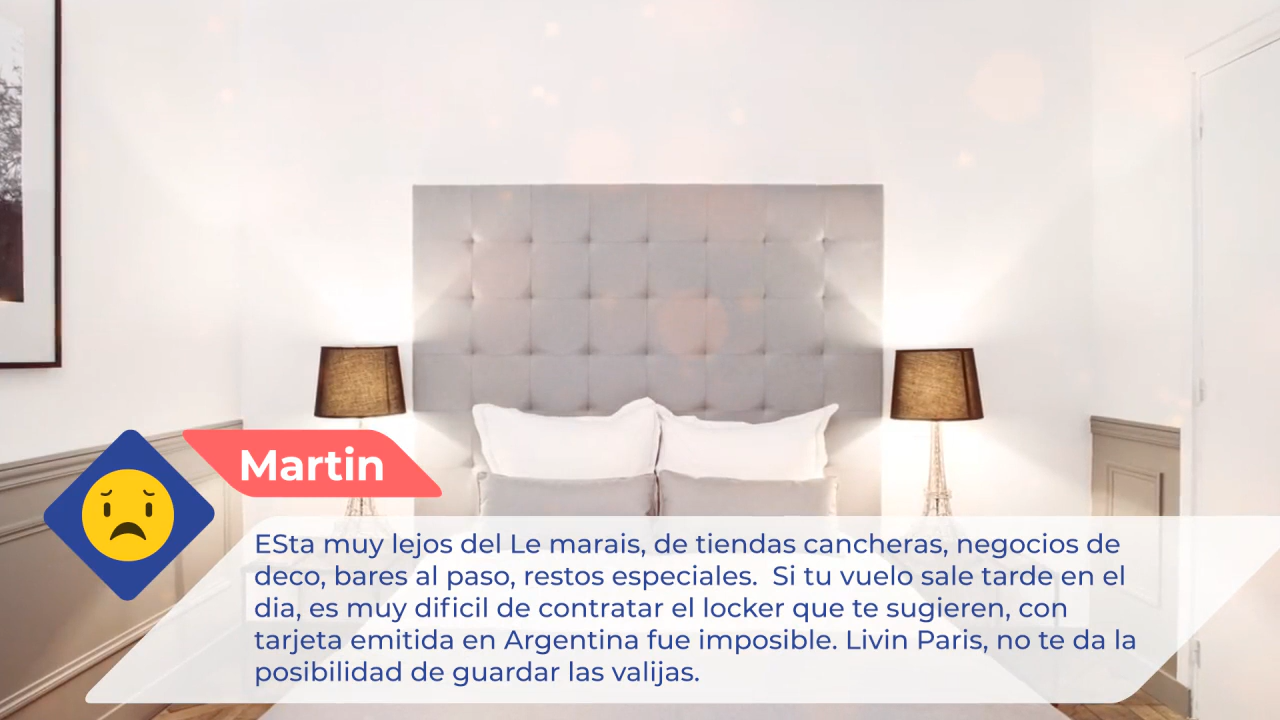 Martin
ESta muy lejos del Le marais, de tiendas cancheras, negocios de
deco, bares al paso, restos especiales.  Si tu vuelo sale tarde en el
dia, es muy dificil de contratar el locker que te sugieren, con
tarjeta emitida en Argentina fue imposible. Livin Paris, no te da la
posibilidad de guardar las valijas.